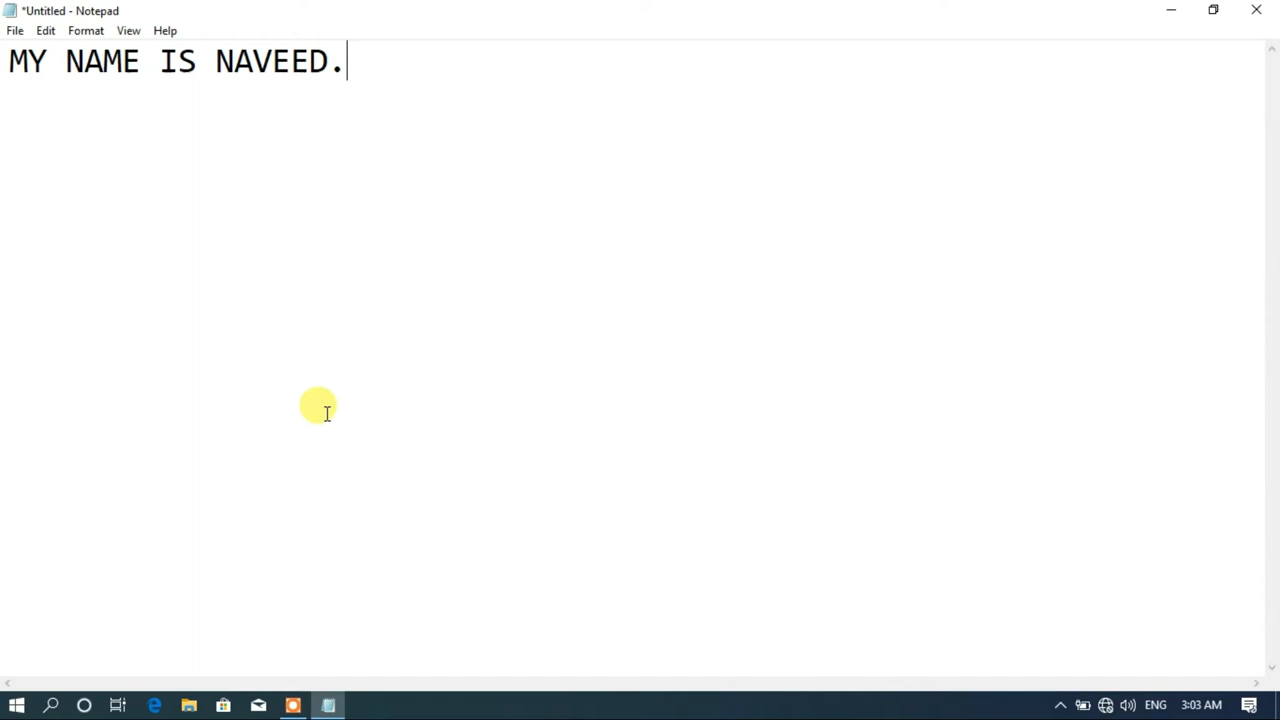 *Untitled - Notepad
File Edit Format View Help
MY NAME IS NAVEED.
ENG 3:03 AM